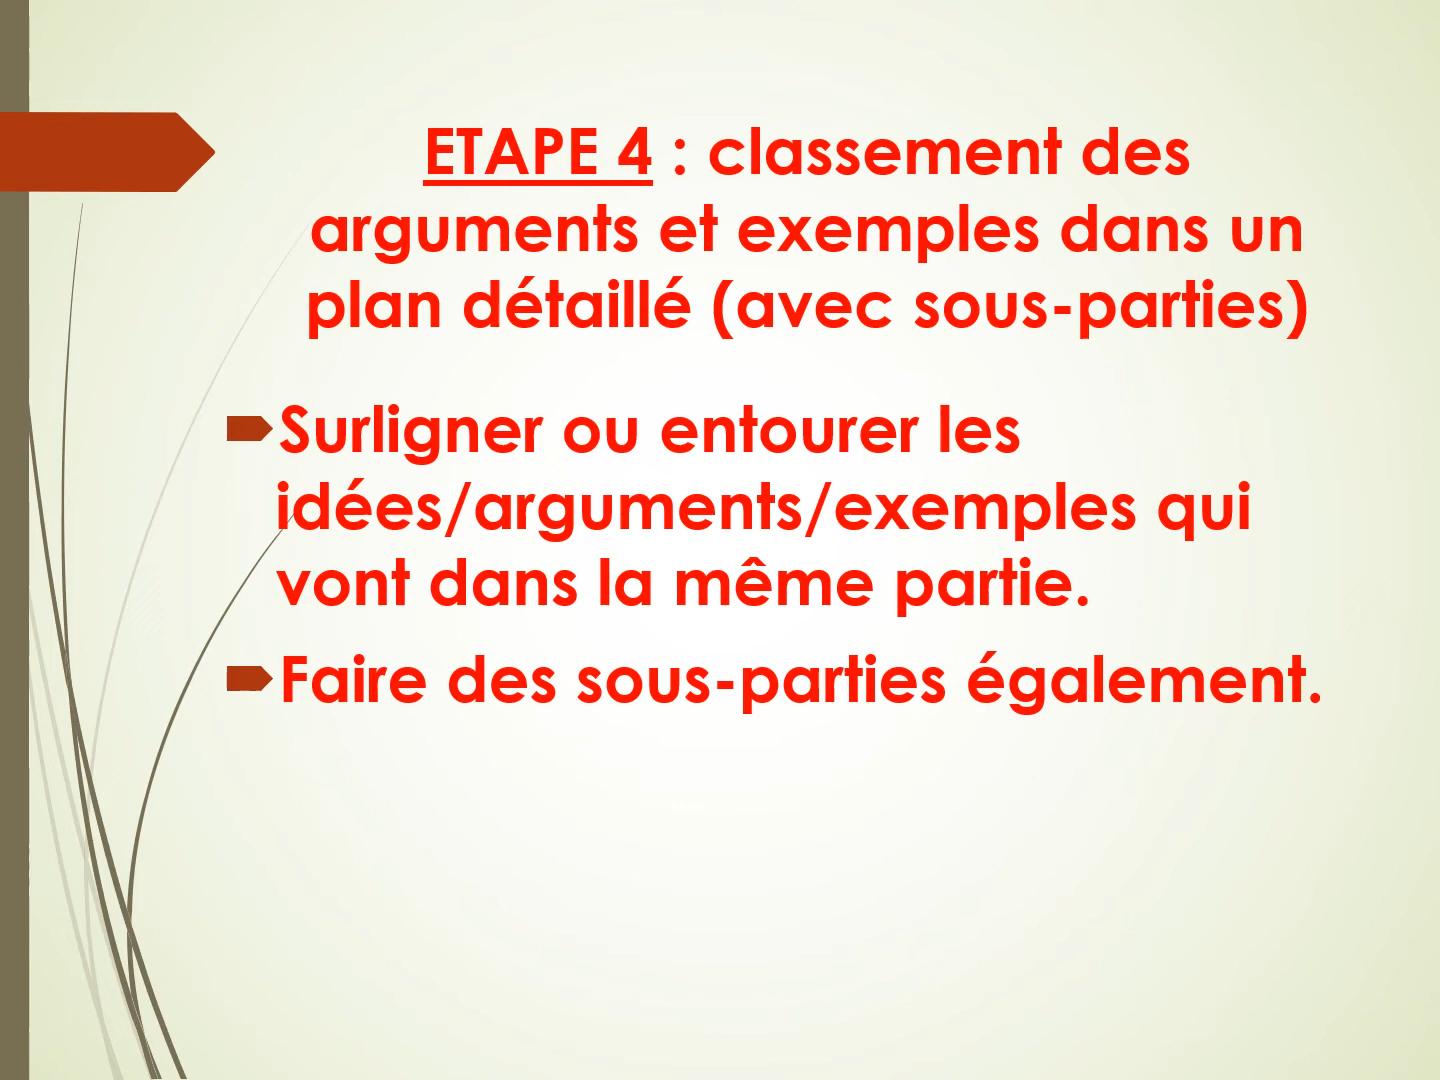 ETAPE 4 : classement des
arguments et exemples dans un
plan détaillé (avec sous-parties)
Surligner ou entourer les
idées/arguments/exemples qui
vont dans la même partie.
Faire des sous-parties également.